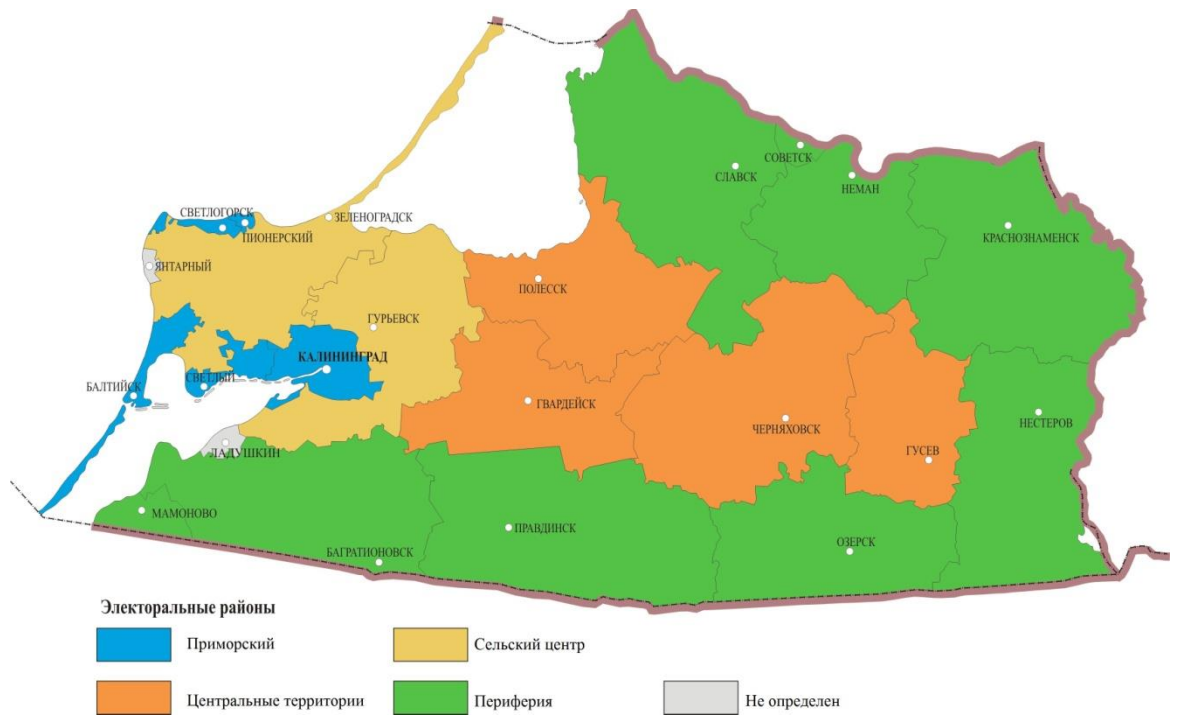 СОВЕТСК
СЛАВСК
НЕМАН
СВЕТЛОГОРСК
ЗЕЛЕНОГРАДСК
ПИОНЕРСКИЙ
КРАСНОЗНАМЕНСК
ЯНТАРНЫЙ
ПОЛЕССК
ГУРЬЕВСК
КАЛИНИНГРАД
БАЛТИЙСК
СВЕТЛЫЙ
ГВАРДЕЙСК
НЕСТЕРОВ
ЧЕРНЯХОВСК
ЛАДУШКИН
ГУСЕВ
МАМОНОВО
ПРАВДИНСК
ОЗЕРСК
БАГРАТИОНОВСК
Электоральные районы
Приморский
Сельский центр
Центральные территории
Периферия
Не определен